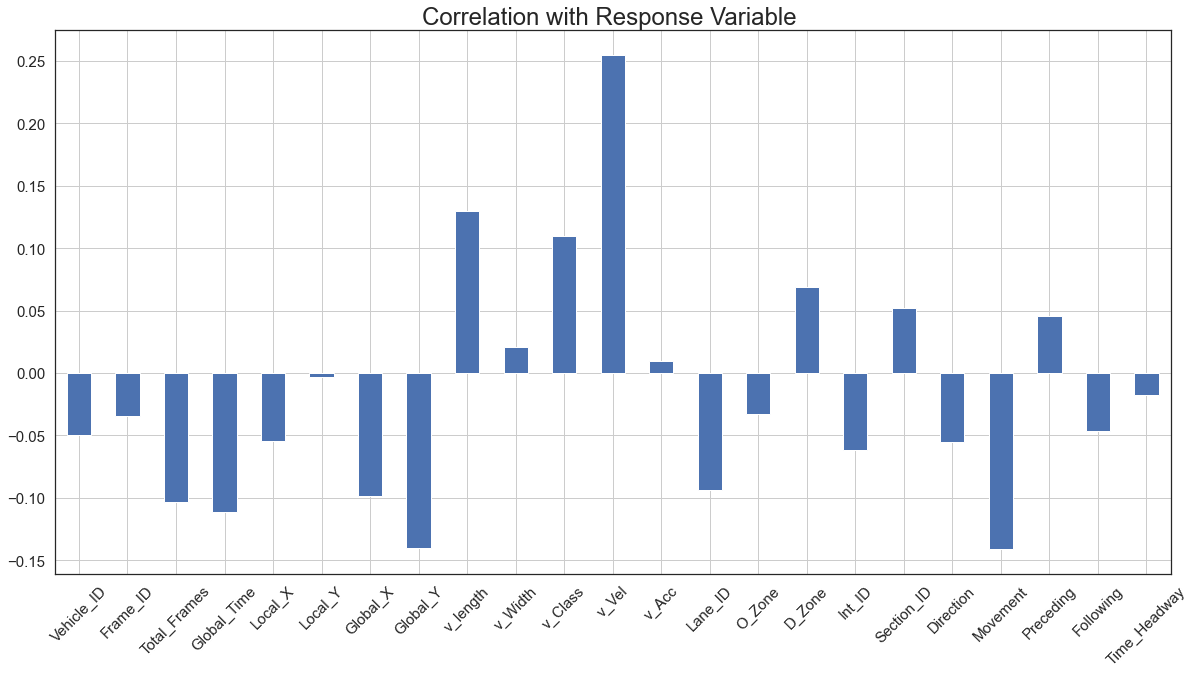 Correlation with Response Variable
0.25
0.20
0.15
0.10
0.05
0.00
−0.05
−0.10
−0.15
Vehicle_ID
Frame_ID
Total_Frames
Global_Time
Local_X
Local_Y
Global_X
Global_Y
v_length
v_Width
v_Class
v_Vel
v_Acc
Lane_ID
O_Zone
D_Zone
Int_ID
Section_ID
Direction
Movement
Preceding
Following
Time_Headway